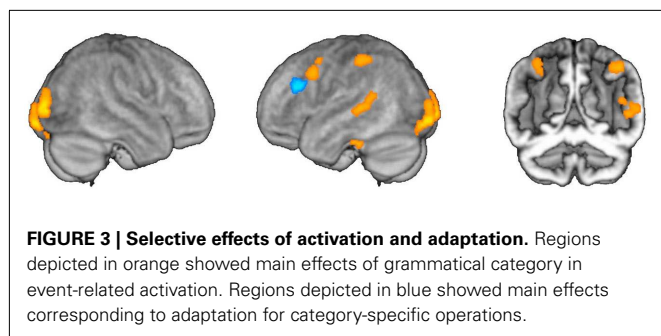 FIGURE 3 | Selective effects of activation and adaptation. Regions
depicted in orange showed main effects of grammatical category in
event-related activation. Regions depicted in blue showed main effects
corresponding to adaptation for category-specific operations.